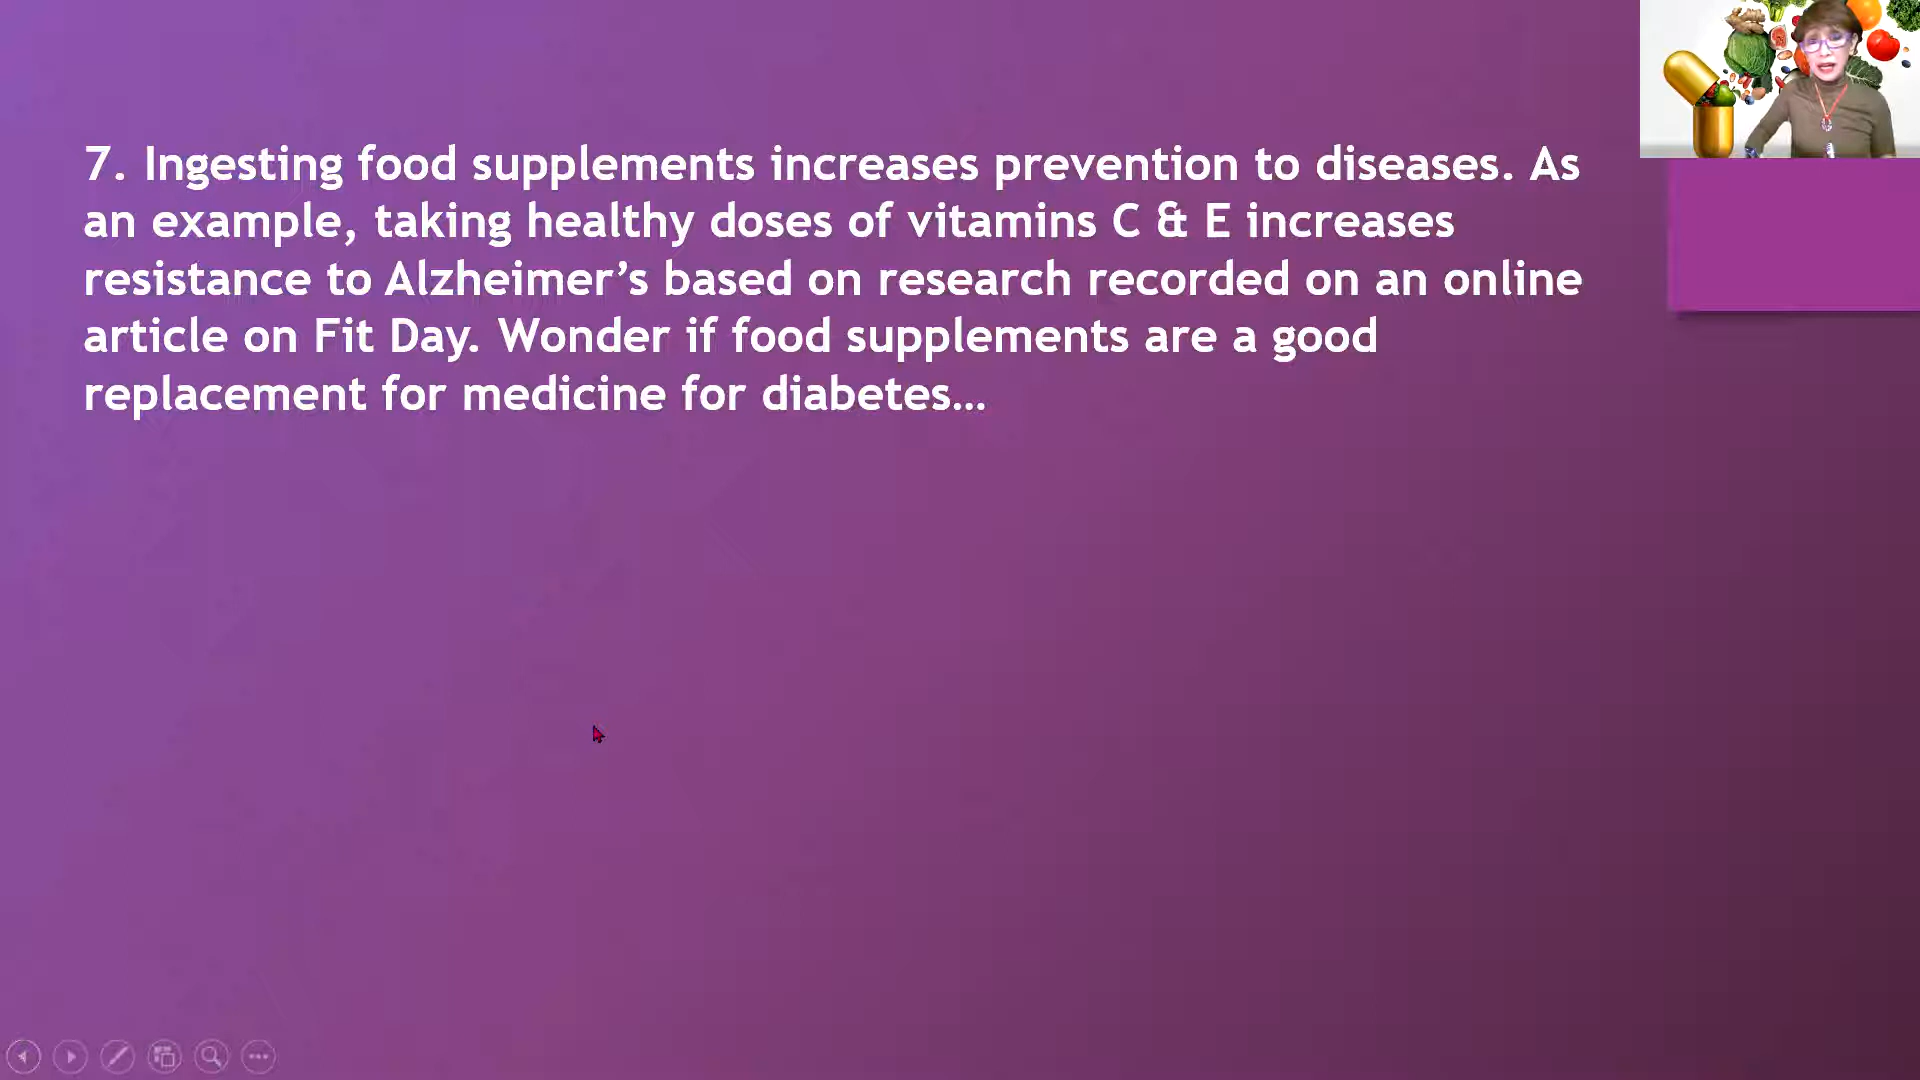 7. Ingesting food supplements increases prevention to diseases. As
an example, taking healthy doses of vitamins C & E increases
resistance to Alzheimer’s based on research recorded on an online
article on Fit Day. Wonder if food supplements are a good
replacement for medicine for diabetes…